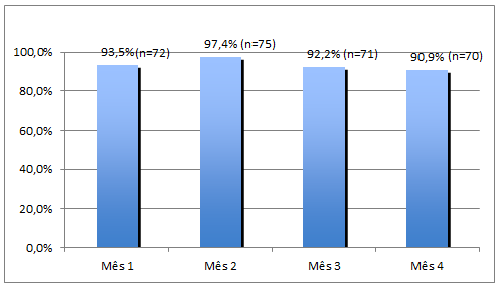 93,5%(n=72)
97,4% (n=75)
92,2% (n=71)
90,9% (n=70)
100,0%
80,0%
60,0%
40,0%
20,0%
0,0%
Mês 1
Mês 2
Mês 3
Mês 4